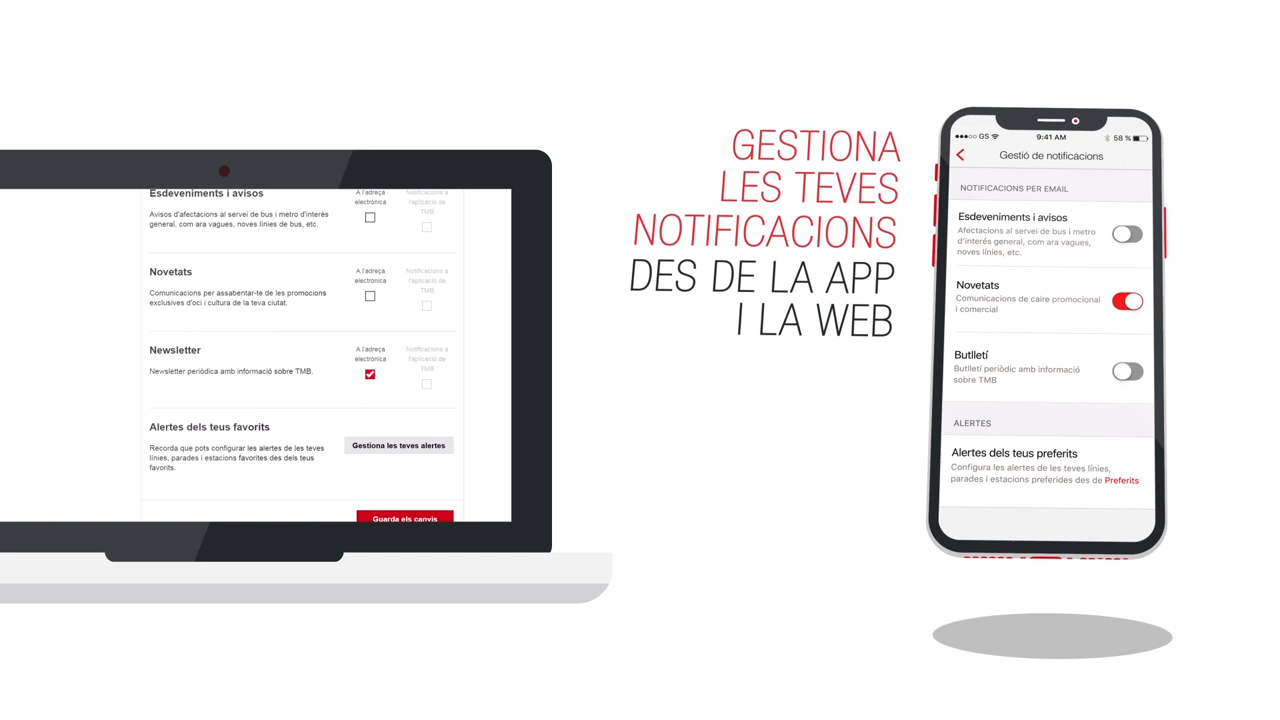 Esdeveniments i avisos
A l'adreça
electrònica
Notificacions a
l'aplicació de
TMB
Avisos d'afectacions al servei de bus i metro d'interés
general, com ara vagues, noves línies de bus, etc.
Novetats
A l'adreça
electrònica
Notificacions a
l'aplicació de
TMB
Comunicacions per assabentar-te de les promocions
exclusives d'oci i cultura de la teva ciutat.
Newsletter
A l'adreça
electrònica
Notificacions a
l'aplicació de
TMB
Newsletter periòdica amb informació sobre TMB.
Alertes dels teus favorits
Recorda que pots configurar les alertes de les teves
línies, parades i estacions favorites des dels teus
favorits.
Gestiona les teves alertes
Guarda els canvis
GESTIONA
LES TEVES
NOTIFICACIONS
DES DE LA APP
I LA WEB
GS 9:41 AM 58 %
Gestió de notificacions
NOTIFICACIONS PER EMAIL
Esdeveniments i avisos
Afectacions al servei de bus i metro
d'interés general, com ara vagues,
noves línies, etc.
Novetats
Comunicacions de caire promocional
i comercial
Butlletí
Butlletí periòdic amb informació
sobre TMB
ALERTES
Alertes dels teus preferits
Configura les alertes de les teves línies,
parades i estacions preferides des de Preferits